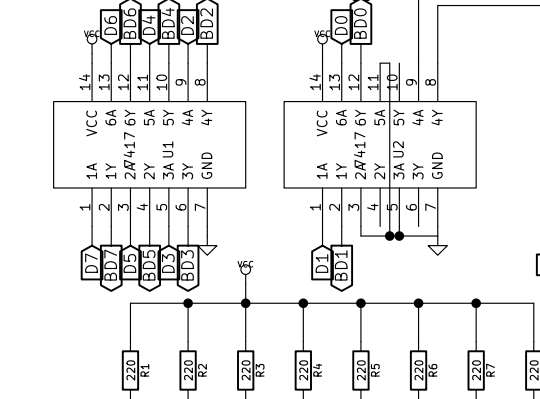 D6 BD6 D4 BD4 D2 BD2 D0 BD0
VCC VCC
14 13 12 11 10 9 8 14 13 12 11 10 9 8
VCC 6A 6Y 5A 5Y 4A 4Y VCC 6A 6Y 5A 5Y 4A 4Y
7417 U1 7417 U2
1A 1Y 2A 2Y 3A 3Y GND 1A 1Y 2A 2Y 3A 3Y GND
1 2 3 4 5 6 7 1 2 3 4 5 6 7
D7 BD7 D5 BD5 D3 BD3 D1 BD1
VCC
220 R1 220 R2 220 R3 220 R4 220 R5 220 R6 220 R7 220